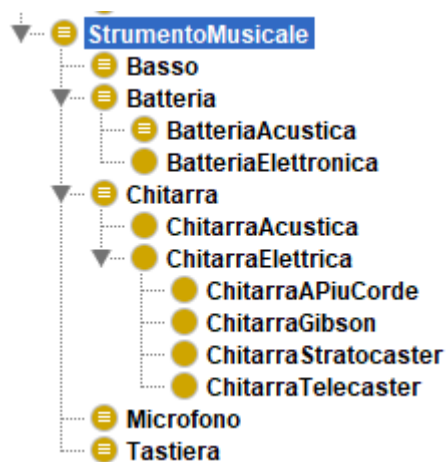 StrumentoMusicale
Basso
Batteria
BatteriaAcustica
BatteriaElettronica
Chitarra
ChitarraAcustica
ChitarraElettrica
ChitarraAPiuCorde
ChitarraGibson
ChitarraStratocaster
ChitarraTelecaster
Microfono
Tastiera